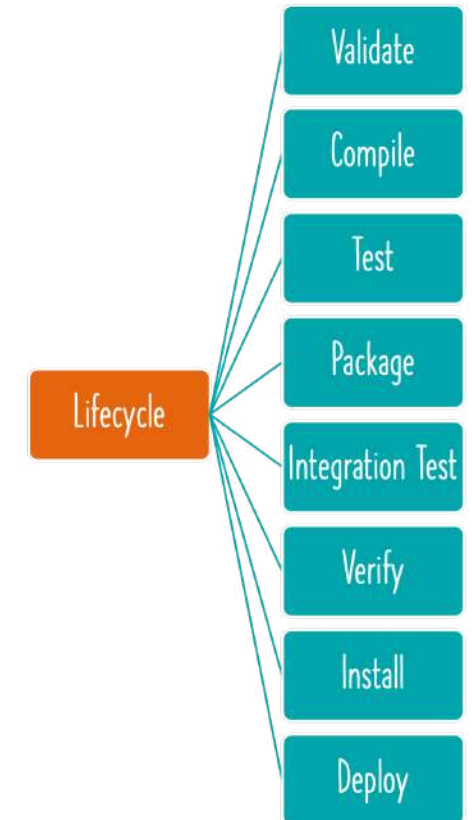 Validate
Compile
Test
Package
Lifecycle
Integration Test
Verify
Install
Deploy